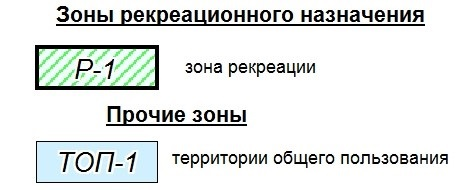 Зоны рекреационного назначения
Р-1 зона рекреации
Прочие зоны
ТОП-1 территории общего пользования